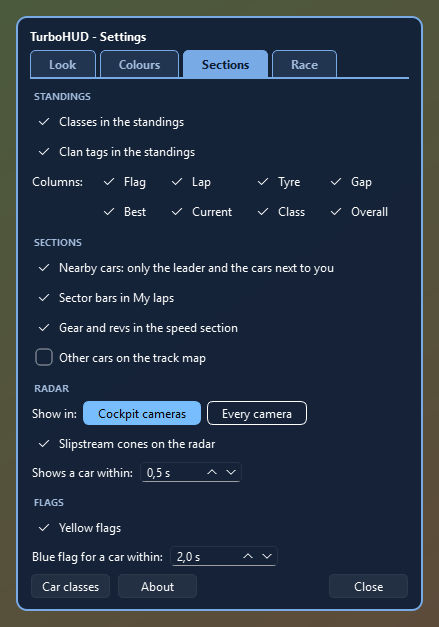 TurboHUD - Settings
Look Colours Sections Race
STANDINGS
Classes in the standings
Clan tags in the standings
Columns: Flag Lap Tyre Gap
Best Current Class Overall
SECTIONS
Nearby cars: only the leader and the cars next to you
Sector bars in My laps
Gear and revs in the speed section
Other cars on the track map
RADAR
Show in: Cockpit cameras Every camera
Slipstream cones on the radar
Shows a car within: 0,5 s
FLAGS
Yellow flags
Blue flag for a car within: 2,0 s
Car classes About Close